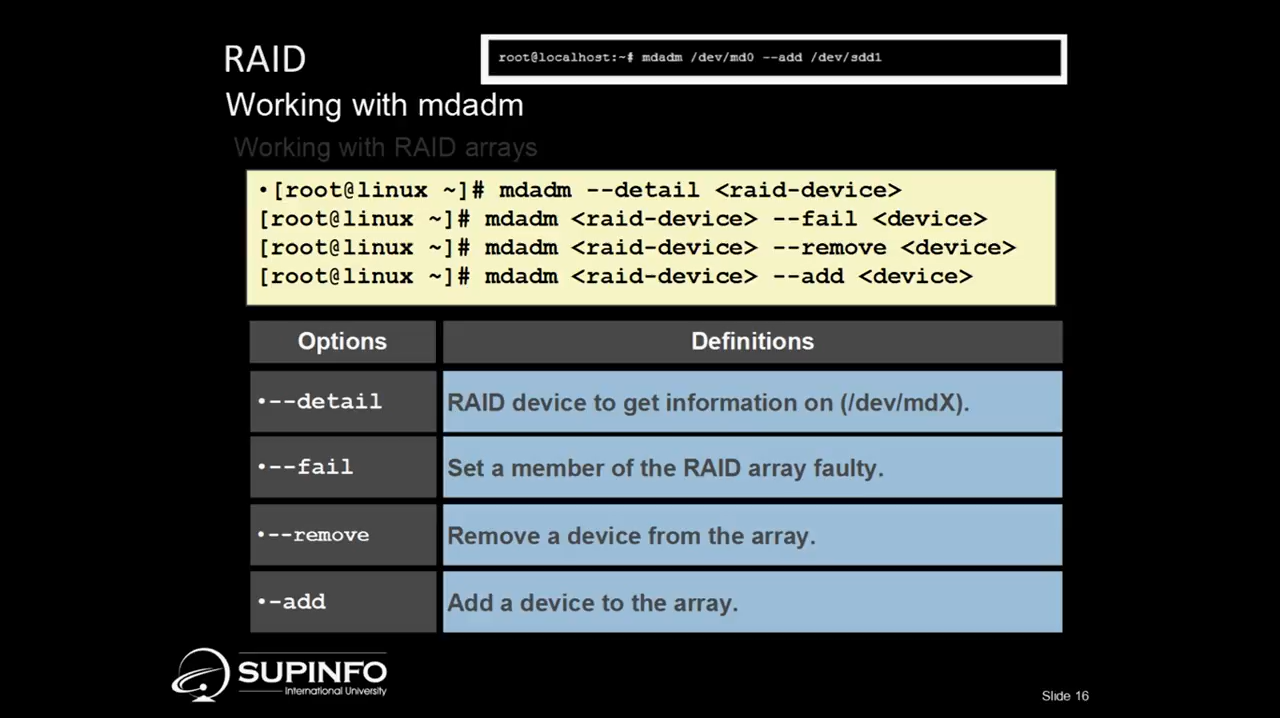 RAID
root@localhost:~# mdadm /dev/md0 --add /dev/sdd1
Working with mdadm
Working with RAID arrays
•[root@linux ~]# mdadm --detail <raid-device>
[root@linux ~]# mdadm <raid-device> --fail <device>
[root@linux ~]# mdadm <raid-device> --remove <device>
[root@linux ~]# mdadm <raid-device> --add <device>
Options Definitions
•--detail RAID device to get information on (/dev/mdX).
•--fail Set a member of the RAID array faulty.
•--remove Remove a device from the array.
•-add Add a device to the array.
SUPINFO
International University
Slide 16